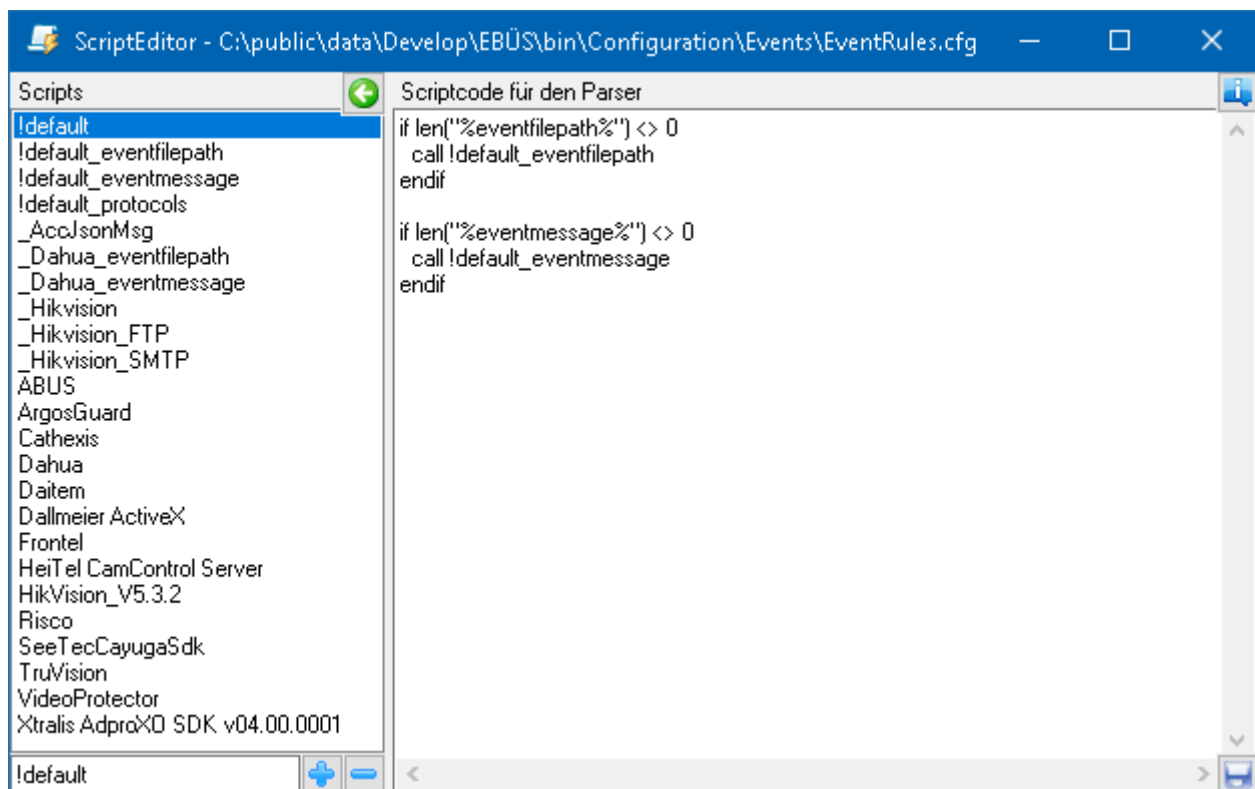 ScriptEditor - C:\public\data\Develop\EBÜS\bin\Configuration\Events\EventRules.cfg
Scripts
!default
!default_eventfilepath
!default_eventmessage
!default_protocols
_AccJsonMsg
_Dahua_eventfilepath
_Dahua_eventmessage
_Hikvision
_Hikvision_FTP
_Hikvision_SMTP
ABUS
ArgosGuard
Cathexis
Dahua
Daitem
Dallmeier ActiveX
Frontel
HeiTel CamControl Server
HikVision_V5.3.2
Risco
SeeTecCayugaSdk
TruVision
VideoProtector
Xtralis AdproXO SDK v04.00.0001
!default
Scriptcode für den Parser
if len("%eventfilepath%") <> 0
  call !default_eventfilepath
endif
if len("%eventmessage%") <> 0
  call !default_eventmessage
endif